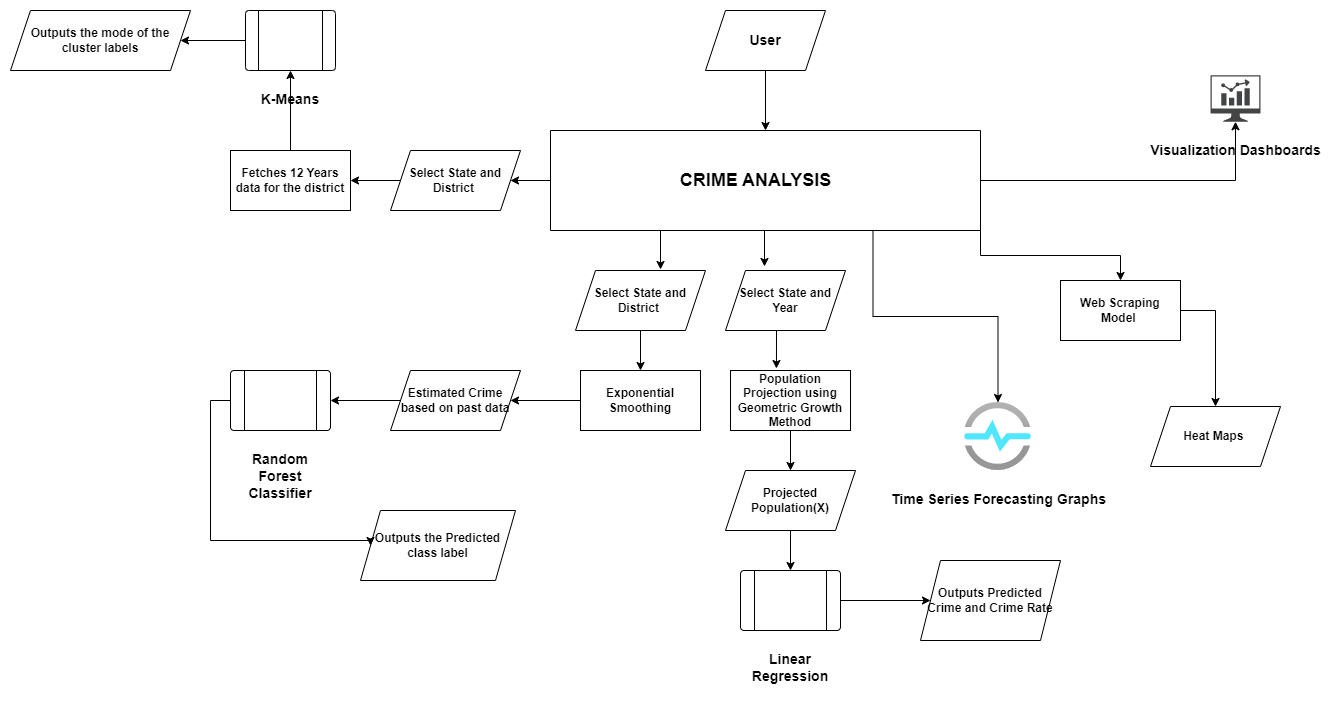 Outputs the mode of the
cluster labels
User
K-Means
Visualization Dashboards
Fetches 12 Years
data for the district
Select State and
District
CRIME ANALYSIS
Select State and
District
Select State and
Year
Web Scraping
Model
Estimated Crime
based on past data
Exponential
Smoothing
Population
Projection using
Geometric Growth
Method
Heat Maps
Random
Forest
Classifier
Projected
Population(X)
Time Series Forecasting Graphs
Outputs the Predicted
class label
Outputs Predicted
Crime and Crime Rate
Linear
Regression